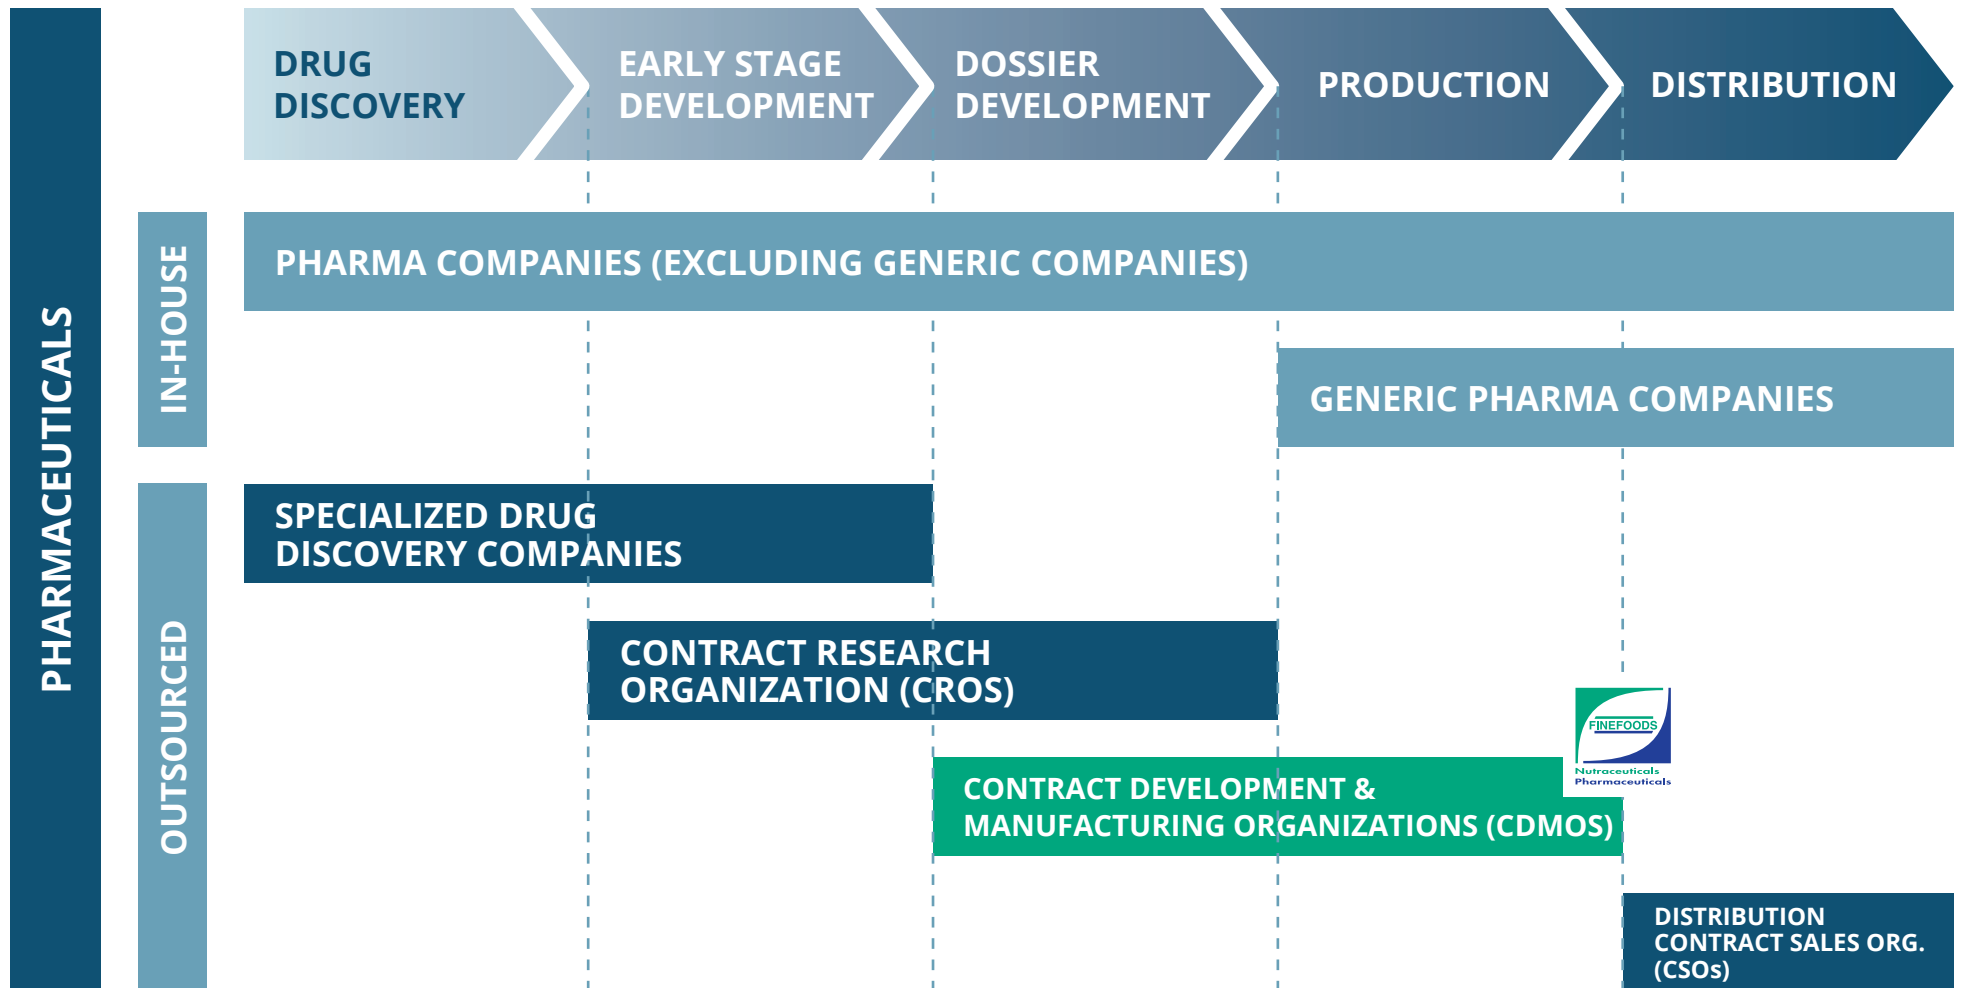 DRUG
DISCOVERY
EARLY STAGE
DEVELOPMENT
DOSSIER
DEVELOPMENT
PRODUCTION
DISTRIBUTION
PHARMACEUTICALS
IN-HOUSE
PHARMA COMPANIES (EXCLUDING GENERIC COMPANIES)
GENERIC PHARMA COMPANIES
OUTSOURCED
SPECIALIZED DRUG
DISCOVERY COMPANIES
CONTRACT RESEARCH
ORGANIZATION (CROS)
FINEFOODS
Nutraceuticals
Pharmaceuticals
CONTRACT DEVELOPMENT &
MANUFACTURING ORGANIZATIONS (CDMOS)
DISTRIBUTION
CONTRACT SALES ORG.
(CSOs)